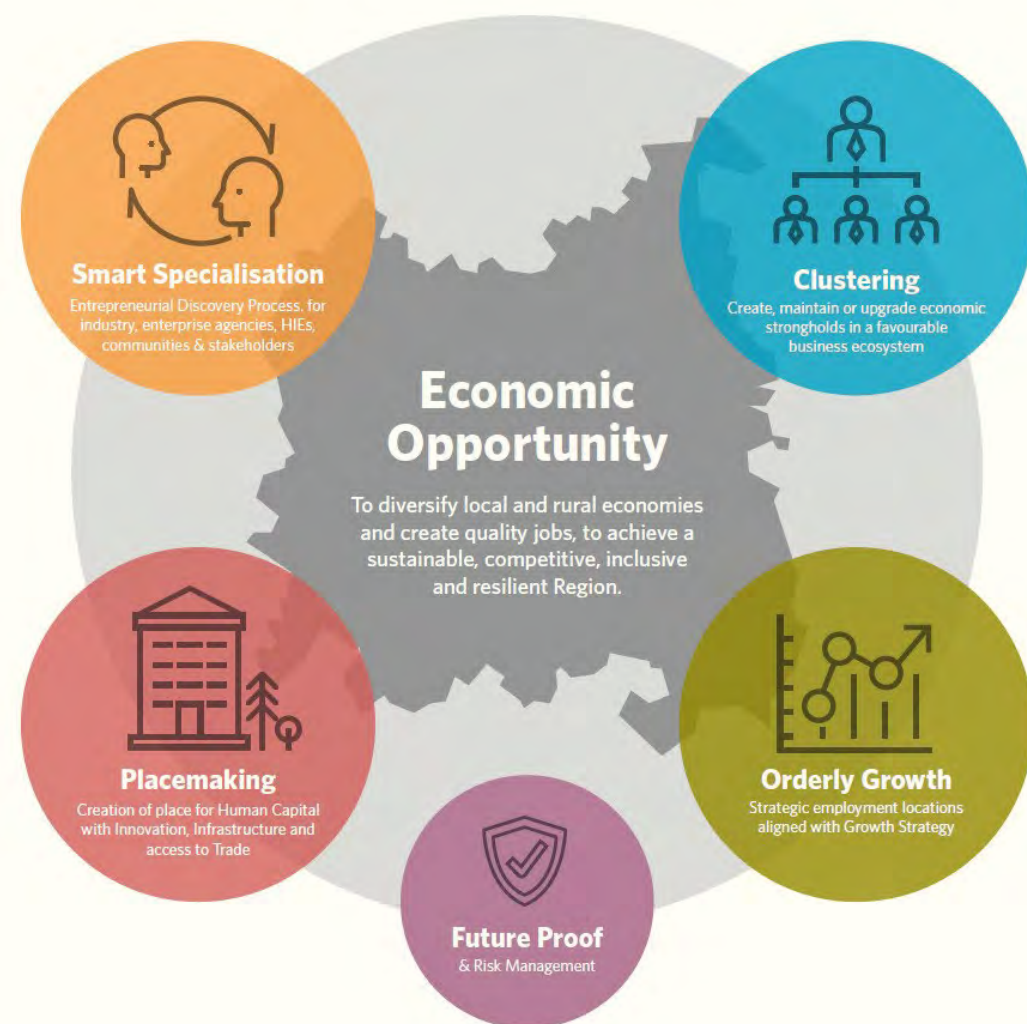 Smart Specialisation
Entrepreneurial Discovery Process, for
industry, enterprise agencies, HIEs,
communities & stakeholders
Clustering
Create, maintain or upgrade economic
strongholds in a favourable
business ecosystem
Economic
Opportunity
To diversify local and rural economies
and create quality jobs, to achieve a
sustainable, competitive, inclusive
and resilient Region.
Placemaking
Creation of place for Human Capital
with Innovation, Infrastructure and
access to Trade
Orderly Growth
Strategic employment locations
aligned with Growth Strategy
Future Proof
& Risk Management